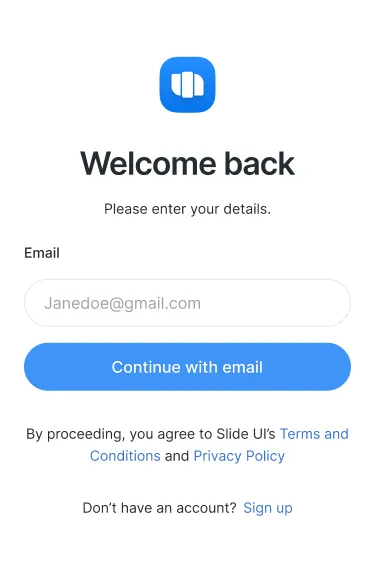 Welcome back
Please enter your details.
Email
Janedoe@gmail.com
Continue with email
By proceeding, you agree to Slide UI’s Terms and
Conditions and Privacy Policy
Don’t have an account? Sign up